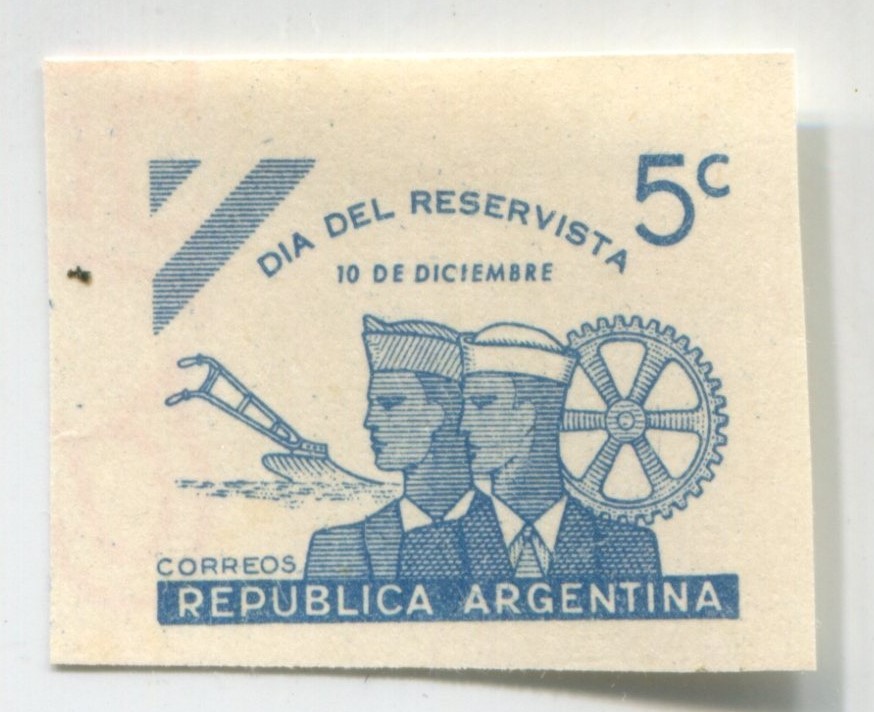 5c
DIA DEL RESERVISTA
10 DE DICIEMBRE
CORREOS
REPUBLICA ARGENTINA